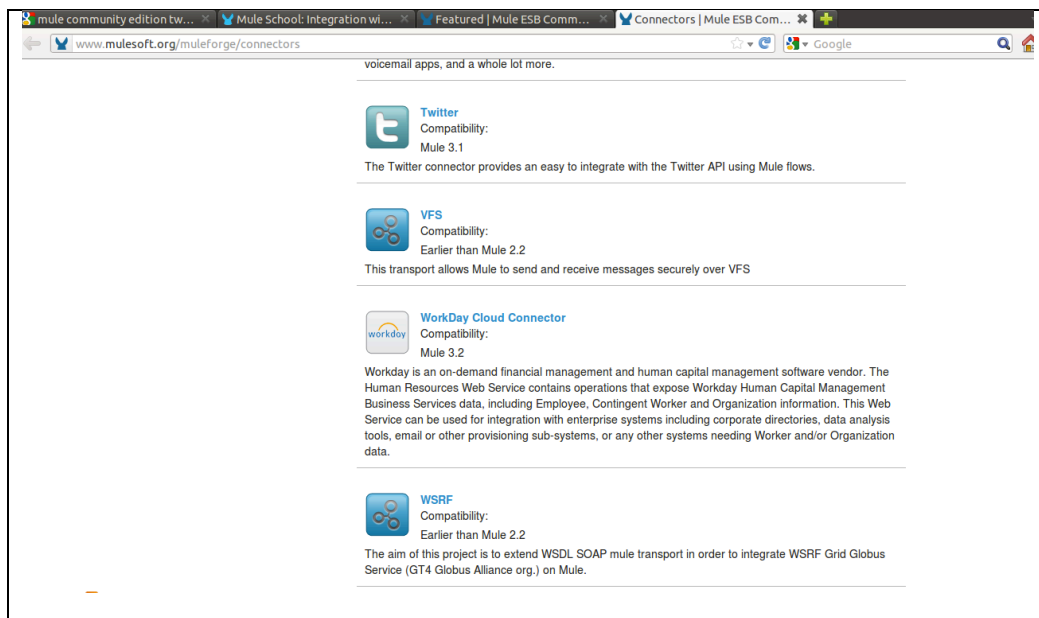 mule community edition tw...
Mule School: Integration wi...
Featured | Mule ESB Comm...
Connectors | Mule ESB Com...
www.mulesoft.org/muleforge/connectors
Google
voicemail apps, and a whole lot more.
Twitter
Compatibility:
Mule 3.1
The Twitter connector provides an easy to integrate with the Twitter API using Mule flows.
VFS
Compatibility:
Earlier than Mule 2.2
This transport allows Mule to send and receive messages securely over VFS
workday
WorkDay Cloud Connector
Compatibility:
Mule 3.2
Workday is an on-demand financial management and human capital management software vendor. The
Human Resources Web Service contains operations that expose Workday Human Capital Management
Business Services data, including Employee, Contingent Worker and Organization information. This Web
Service can be used for integration with enterprise systems including corporate directories, data analysis
tools, email or other provisioning sub-systems, or any other systems needing Worker and/or Organization
data.
WSRF
Compatibility:
Earlier than Mule 2.2
The aim of this project is to extend WSDL SOAP mule transport in order to integrate WSRF Grid Globus
Service (GT4 Globus Alliance org.) on Mule.